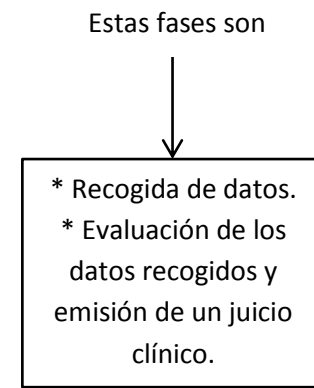 Estas fases son
* Recogida de datos.
* Evaluación de los
datos recogidos y
emisión de un juicio
clínico.